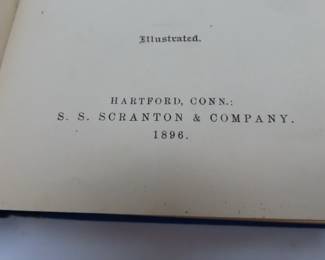 Illustrated.
HARTFORD, CONN.:
S. S. SCRANTON & COMPANY.
1896.